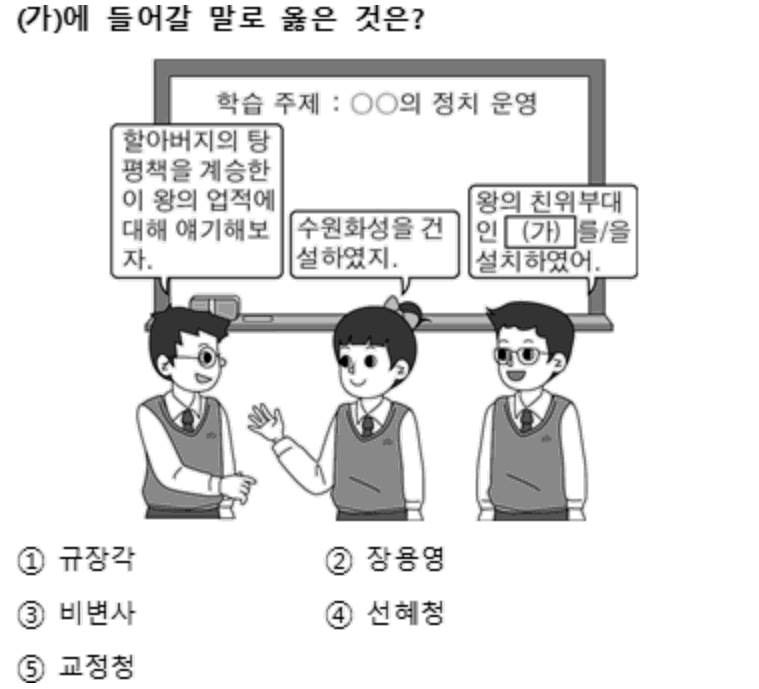 (가)에 들어갈 말로 옳은 것은?
학습 주제 : ○○의 정치 운영
할아버지의 탕
평책을 계승한
이 왕의 업적에
대해 얘기해보
자.
수원화성을 건
설하였지.
왕의 친위부대
인 (가) 를/을
설치하였어.
① 규장각
② 장용영
③ 비변사
④ 선혜청
⑤ 교정청